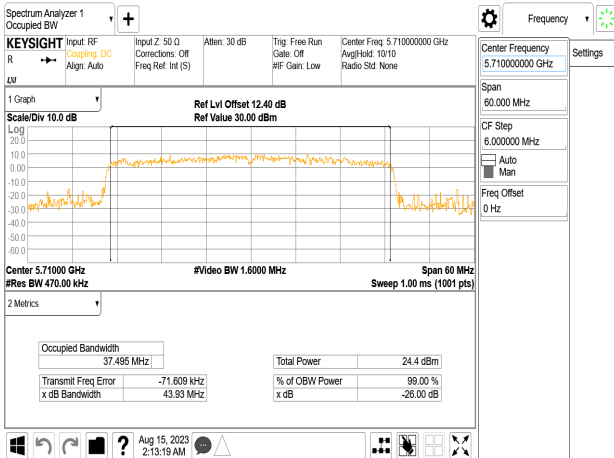 Spectrum Analyzer 1
Occupied BW
Frequency
KEYSIGHT
R
Input: RF
Coupling: DC
Align: Auto
Input Z: 50 Ω
Corrections: Off
Freq Ref: Int (S)
Atten: 30 dB
Trig: Free Run
Gate: Off
#IF Gain: Low
Center Freq: 5.710000000 GHz
Avg|Hold: 10/10
Radio Std: None
Center Frequency
5.710000000 GHz
Settings
Span
60.000 MHz
CF Step
6.000000 MHz
Auto
Man
Freq Offset
0 Hz
1 Graph
Ref Lvl Offset 12.40 dB
Scale/Div 10.0 dB
Ref Value 30.00 dBm
Log
20.0
10.0
0.00
-10.0
-20.0
-30.0
-40.0
-50.0
-60.0
Center 5.71000 GHz
#Video BW 1.6000 MHz
Span 60 MHz
#Res BW 470.00 kHz
Sweep 1.00 ms (1001 pts)
2 Metrics
Occupied Bandwidth
37.495 MHz
Total Power
24.4 dBm
Transmit Freq Error
-71.609 kHz
% of OBW Power
99.00 %
x dB Bandwidth
43.93 MHz
x dB
-26.00 dB
?
Aug 15, 2023
2:13:19 AM